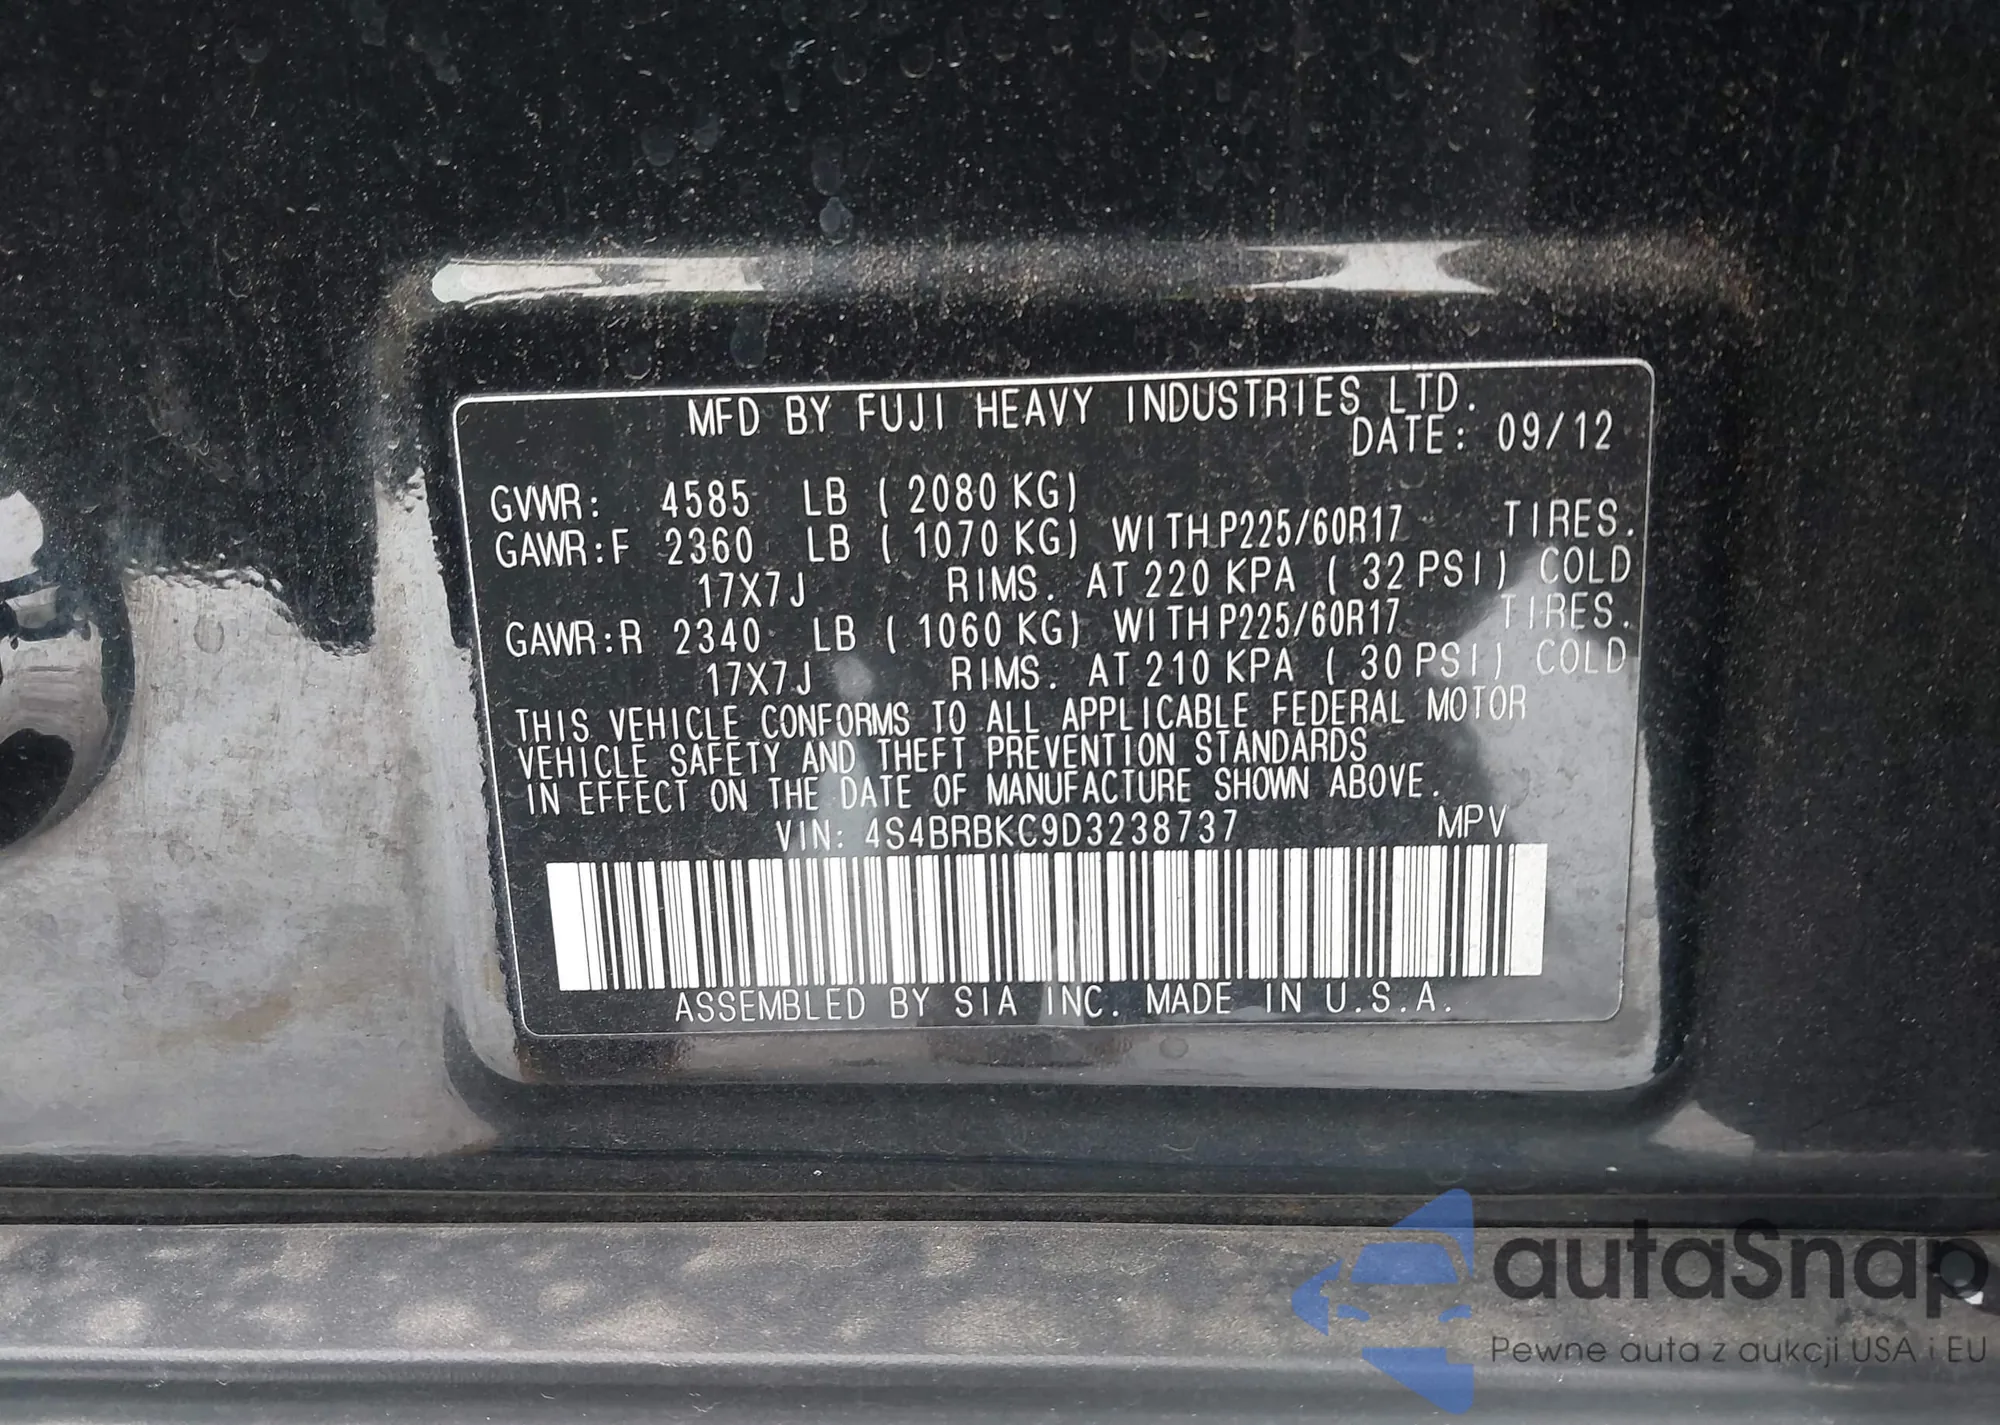 MFD BY FUJI HEAVY INDUSTRIES LTD.
DATE: 09/12
GVWR: 4585 LB ( 2080 KG)
GAWR:F 2360 LB ( 1070 KG) WITH P225/60R17 TIRES.
17X7J RIMS. AT 220 KPA ( 32 PSI) COLD
GAWR:R 2340 LB ( 1060 KG) WITH P225/60R17 TIRES.
17X7J RIMS. AT 210 KPA ( 30 PSI) COLD
THIS VEHICLE CONFORMS TO ALL APPLICABLE FEDERAL MOTOR
VEHICLE SAFETY AND THEFT PREVENTION STANDARDS
IN EFFECT ON THE DATE OF MANUFACTURE SHOWN ABOVE.
VIN: 4S4BRBKC9D3238737 MPV
ASSEMBLED BY SIA INC. MADE IN U.S.A.
autaSnap
Pewne auta z aukcji USA i EU